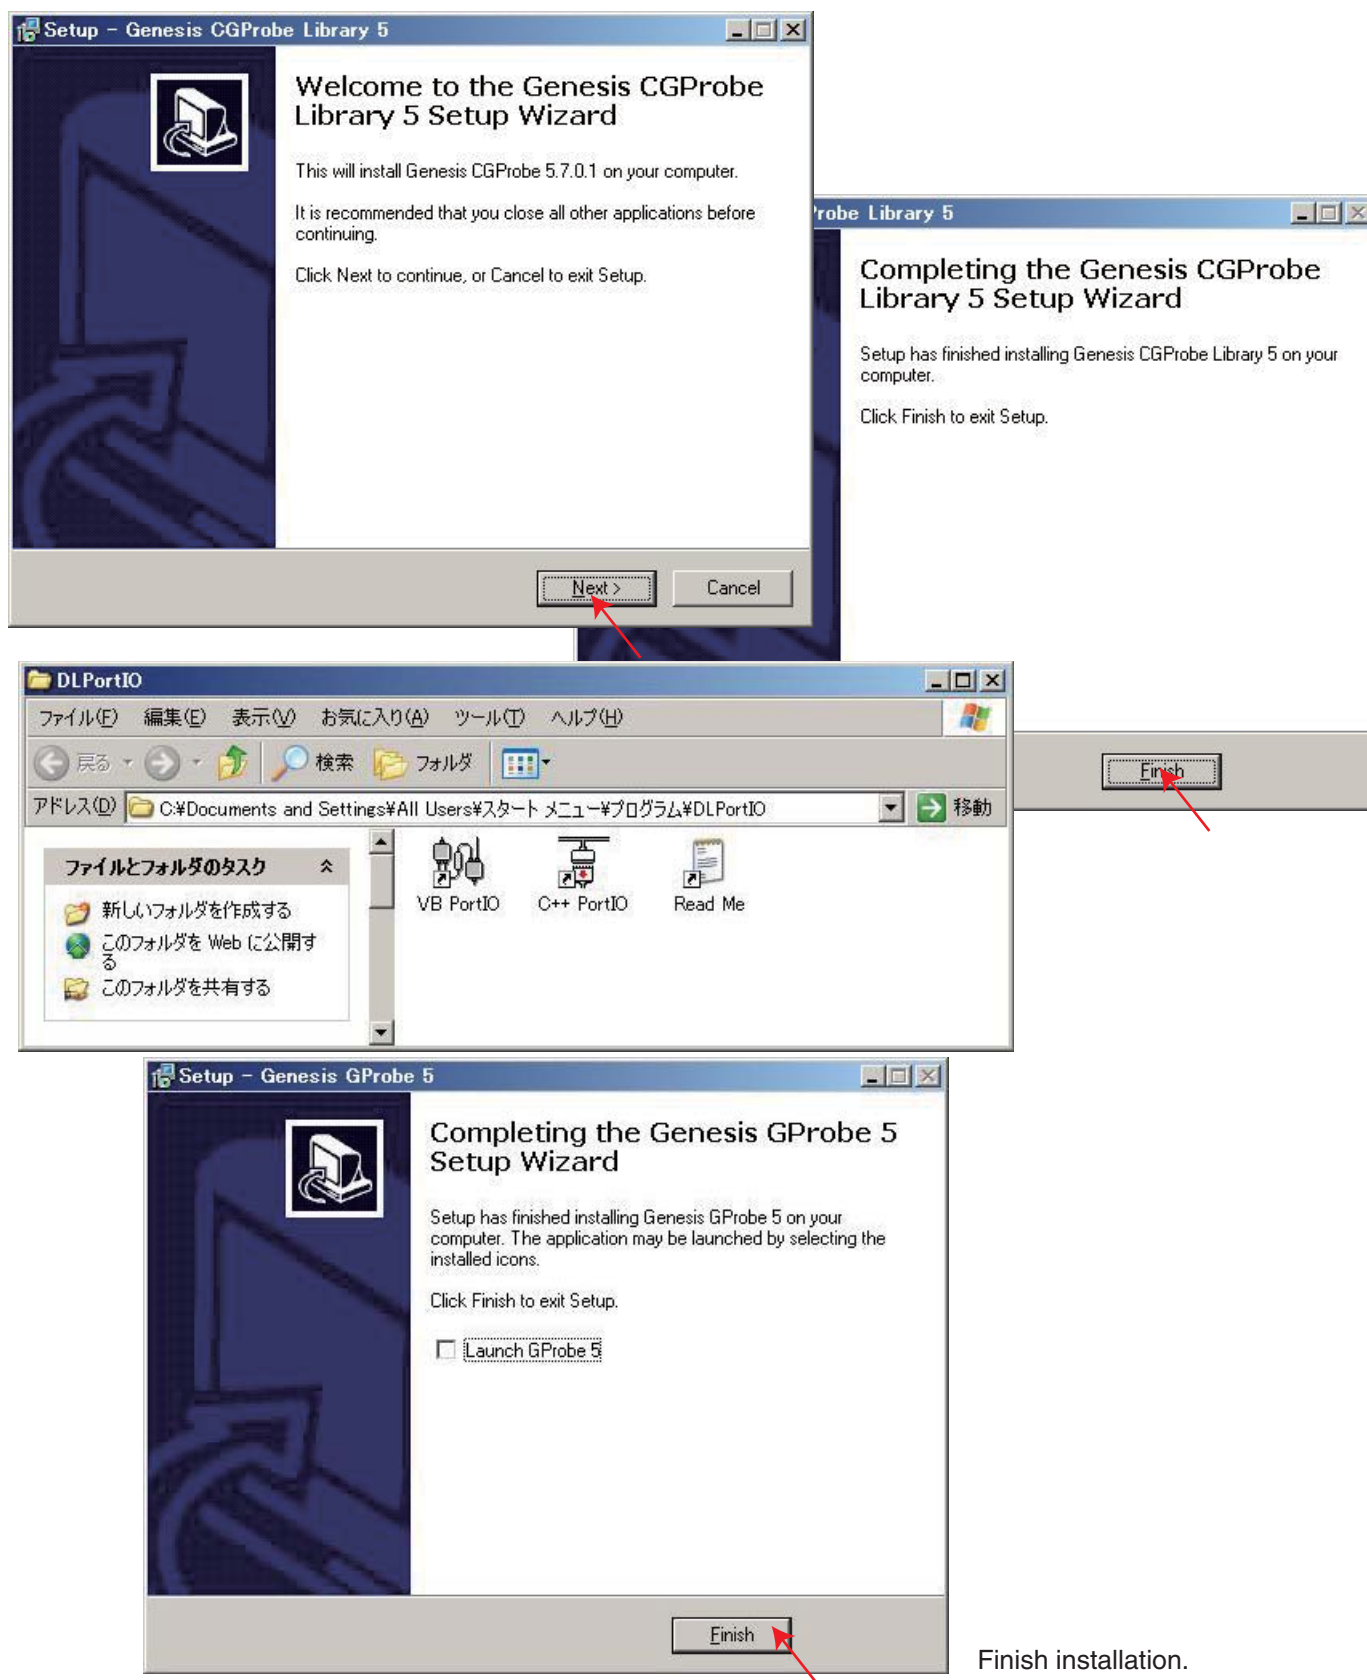 Setup - Genesis CGProbe Library 5
Welcome to the Genesis CGProbe
Library 5 Setup Wizard
This will install Genesis CGProbe 5.7.0.1 on your computer.
It is recommended that you close all other applications before
continuing.
Click Next to continue, or Cancel to exit Setup.
Next >
Cancel
Probe Library 5
Completing the Genesis CGProbe
Library 5 Setup Wizard
Setup has finished installing Genesis CGProbe Library 5 on your
computer.
Click Finish to exit Setup.
Finish
DLPortIO
ファイル(F) 編集(E) 表示(V) お気に入り(A) ツール(T) ヘルプ(H)
戻る 検索 フォルダ
アドレス(D) C:¥Documents and Settings¥All Users¥スタート メニュー¥プログラム¥DLPortIO 移動
ファイルとフォルダのタスク
新しいフォルダを作成する
このフォルダを Web に公開す
る
このフォルダを共有する
VB PortIO C++ PortIO Read Me
Setup - Genesis GProbe 5
Completing the Genesis GProbe 5
Setup Wizard
Setup has finished installing Genesis GProbe 5 on your
computer. The application may be launched by selecting the
installed icons.
Click Finish to exit Setup.
Launch GProbe 5
Finish
Finish installation.